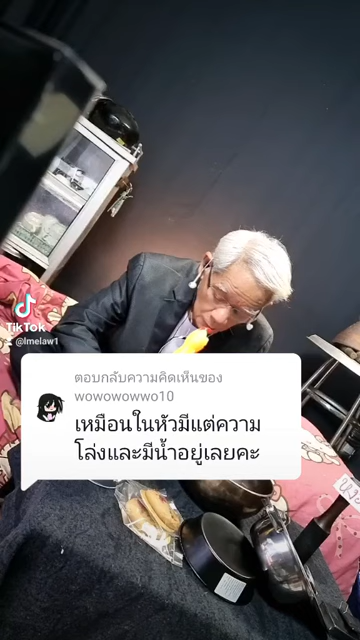 TikTok
@lmelaw1
ตอบกลับความคิดเห็นของ
wowowowwo10
เหมือนในหัวมีแต่ความ
โล่งและมีน้ำอยู่เลยคะ